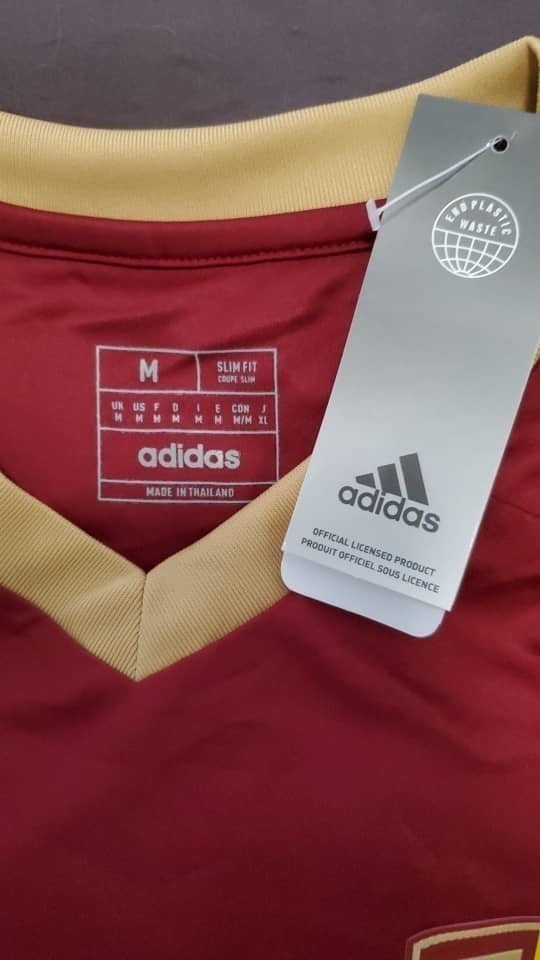 END PLASTIC
WASTE
M
SLIM FIT
COUPE SLIM
UK US F D I E CON J
M M M M M M M/M XL
adidas
MADE IN THAILAND
adidas
OFFICIAL LICENSED PRODUCT
PRODUIT OFFICIEL SOUS LICENCE